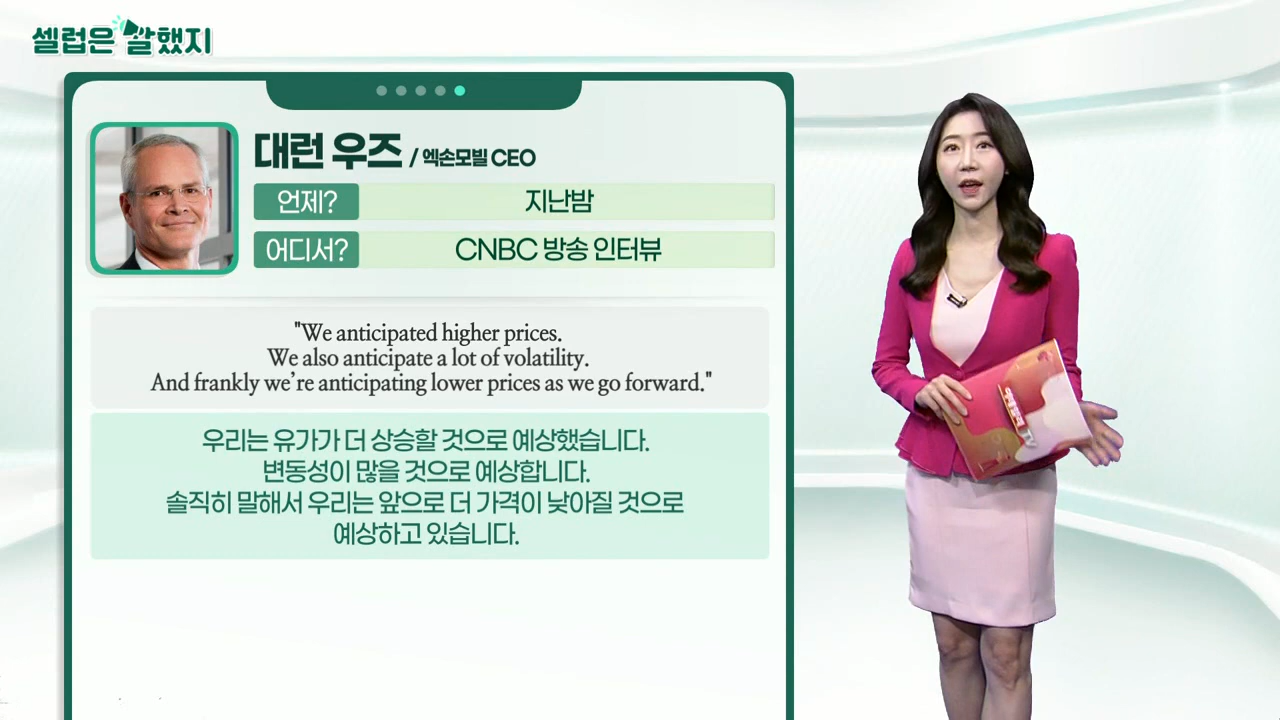 셀럽은 말했지
대런 우즈 / 엑손모빌 CEO
언제? 지난밤
어디서? CNBC 방송 인터뷰
"We anticipated higher prices.
We also anticipate a lot of volatility.
And frankly we’re anticipating lower prices as we go forward."
우리는 유가가 더 상승할 것으로 예상했습니다.
변동성이 많을 것으로 예상합니다.
솔직히 말해서 우리는 앞으로 더 가격이 낮아질 것으로
예상하고 있습니다.